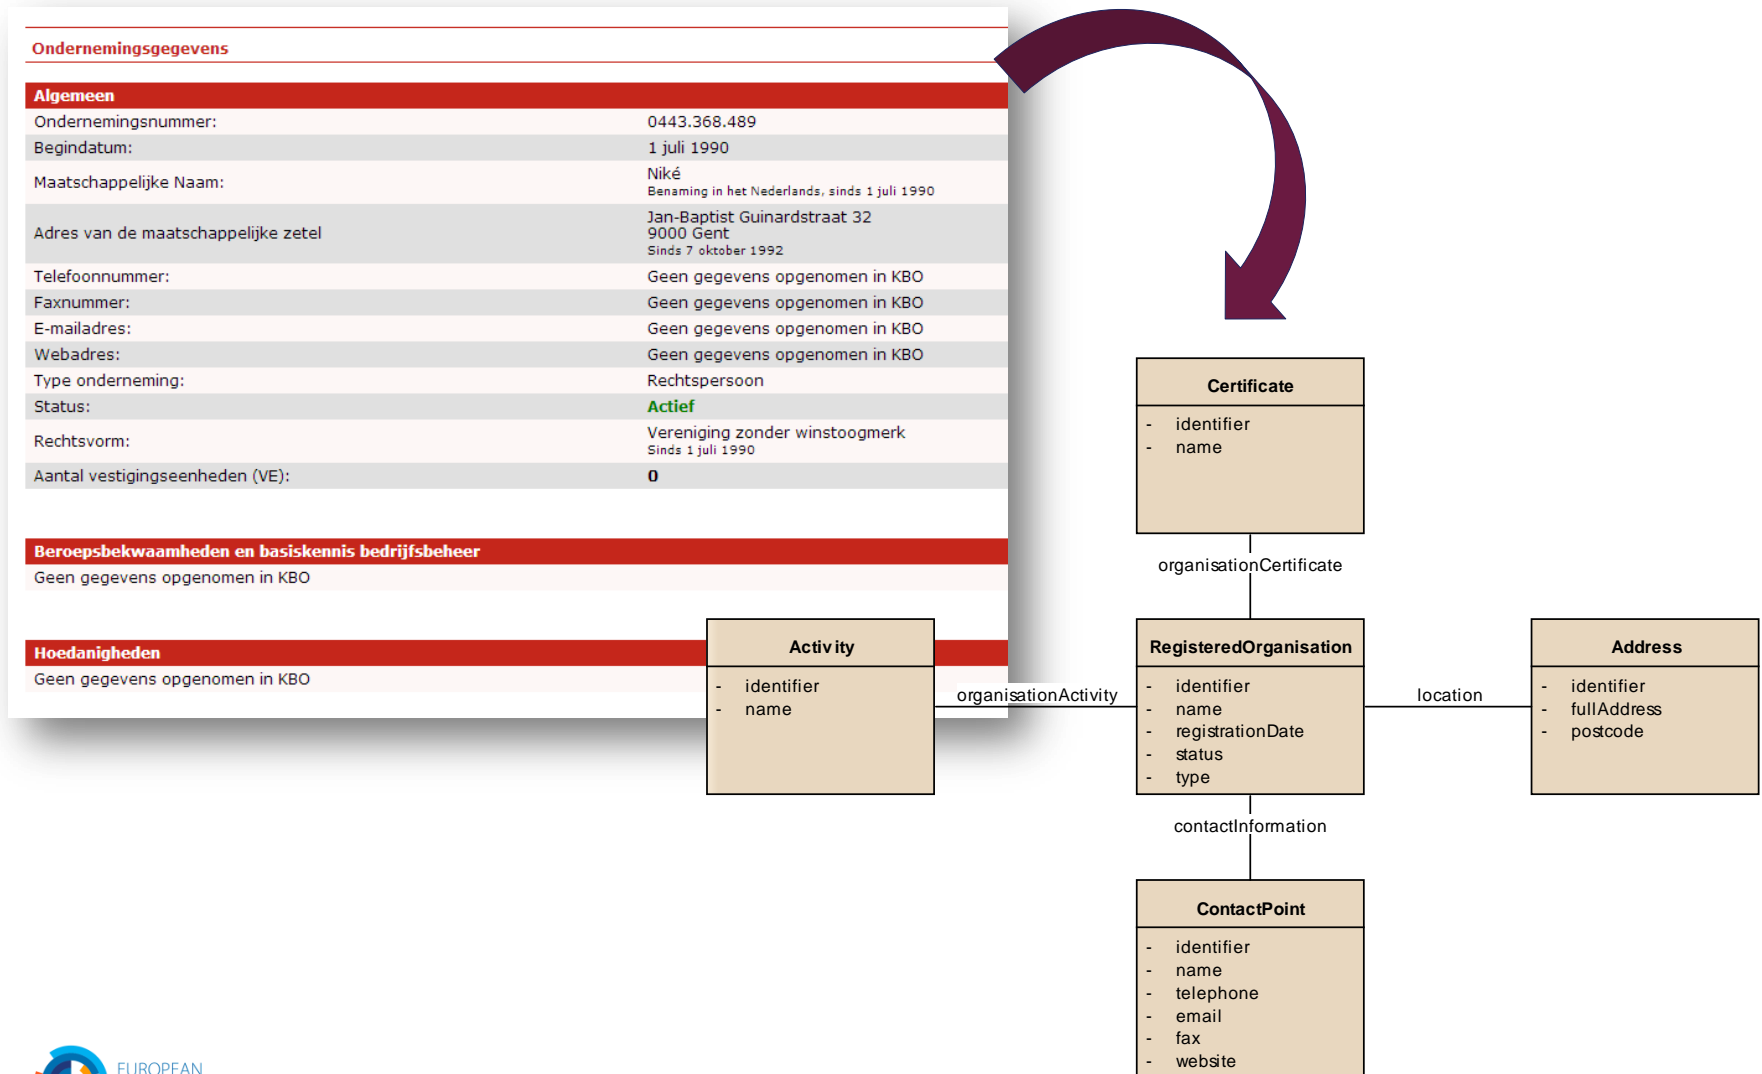 Ondernemingsgegevens
Algemeen
Ondernemingsnummer: 0443.368.489
Begindatum: 1 juli 1990
Maatschappelijke Naam: Niké
Benaming in het Nederlands, sinds 1 juli 1990
Adres van de maatschappelijke zetel Jan-Baptist Guinardstraat 32
9000 Gent
Sinds 7 oktober 1992
Telefoonnummer: Geen gegevens opgenomen in KBO
Faxnummer: Geen gegevens opgenomen in KBO
E-mailadres: Geen gegevens opgenomen in KBO
Webadres: Geen gegevens opgenomen in KBO
Type onderneming: Rechtspersoon
Status: Actief
Rechtsvorm: Vereniging zonder winstoogmerk
Sinds 1 juli 1990
Aantal vestigingseenheden (VE): 0
Beroepsbekwaamheden en basiskennis bedrijfsbeheer
Geen gegevens opgenomen in KBO
Hoedanigheden
Geen gegevens opgenomen in KBO
Certificate
- identifier
- name
organisationCertificate
Activity
- identifier
- name
organisationActivity
RegisteredOrganisation
- identifier
- name
- registrationDate
- status
- type
location
Address
- identifier
- fullAddress
- postcode
contactInformation
ContactPoint
- identifier
- name
- telephone
- email
- fax
- website
EUROPEAN